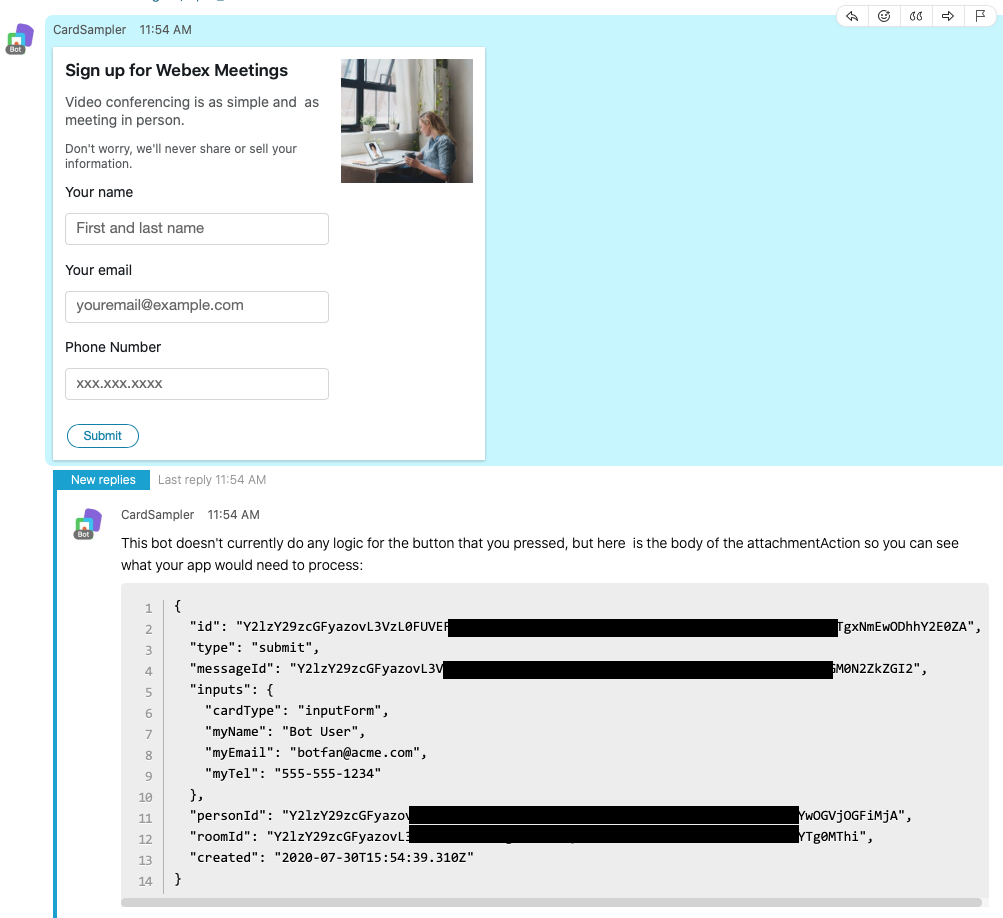 CardSampler 11:54 AM
Sign up for Webex Meetings
Video conferencing is as simple and as
meeting in person.
Don't worry, we'll never share or sell your
information.
Your name
First and last name
Your email
youremail@example.com
Phone Number
xxx.xxx.xxxx
Submit
Bot
New replies Last reply 11:54 AM
CardSampler 11:54 AM
Bot
This bot doesn't currently do any logic for the button that you pressed, but here is the body of the attachmentAction so you can see
what your app would need to process:
1 {
2 "id": "Y2lzY29zcGFyazovL3VzL0FUVEF TgxNmEwODhhY2E0ZA",
3 "type": "submit",
4 "messageId": "Y2lzY29zcGFyazovL3V M0N2ZkZGI2",
5 "inputs": {
6 "cardType": "inputForm",
7 "myName": "Bot User",
8 "myEmail": "botfan@acme.com",
9 "myTel": "555-555-1234"
10 },
11 "personId": "Y2lzY29zcGFyazov YwOGVjOGFiMjA",
12 "roomId": "Y2lzY29zcGFyazovL3 YTg0MThi",
13 "created": "2020-07-30T15:54:39.310Z"
14 }